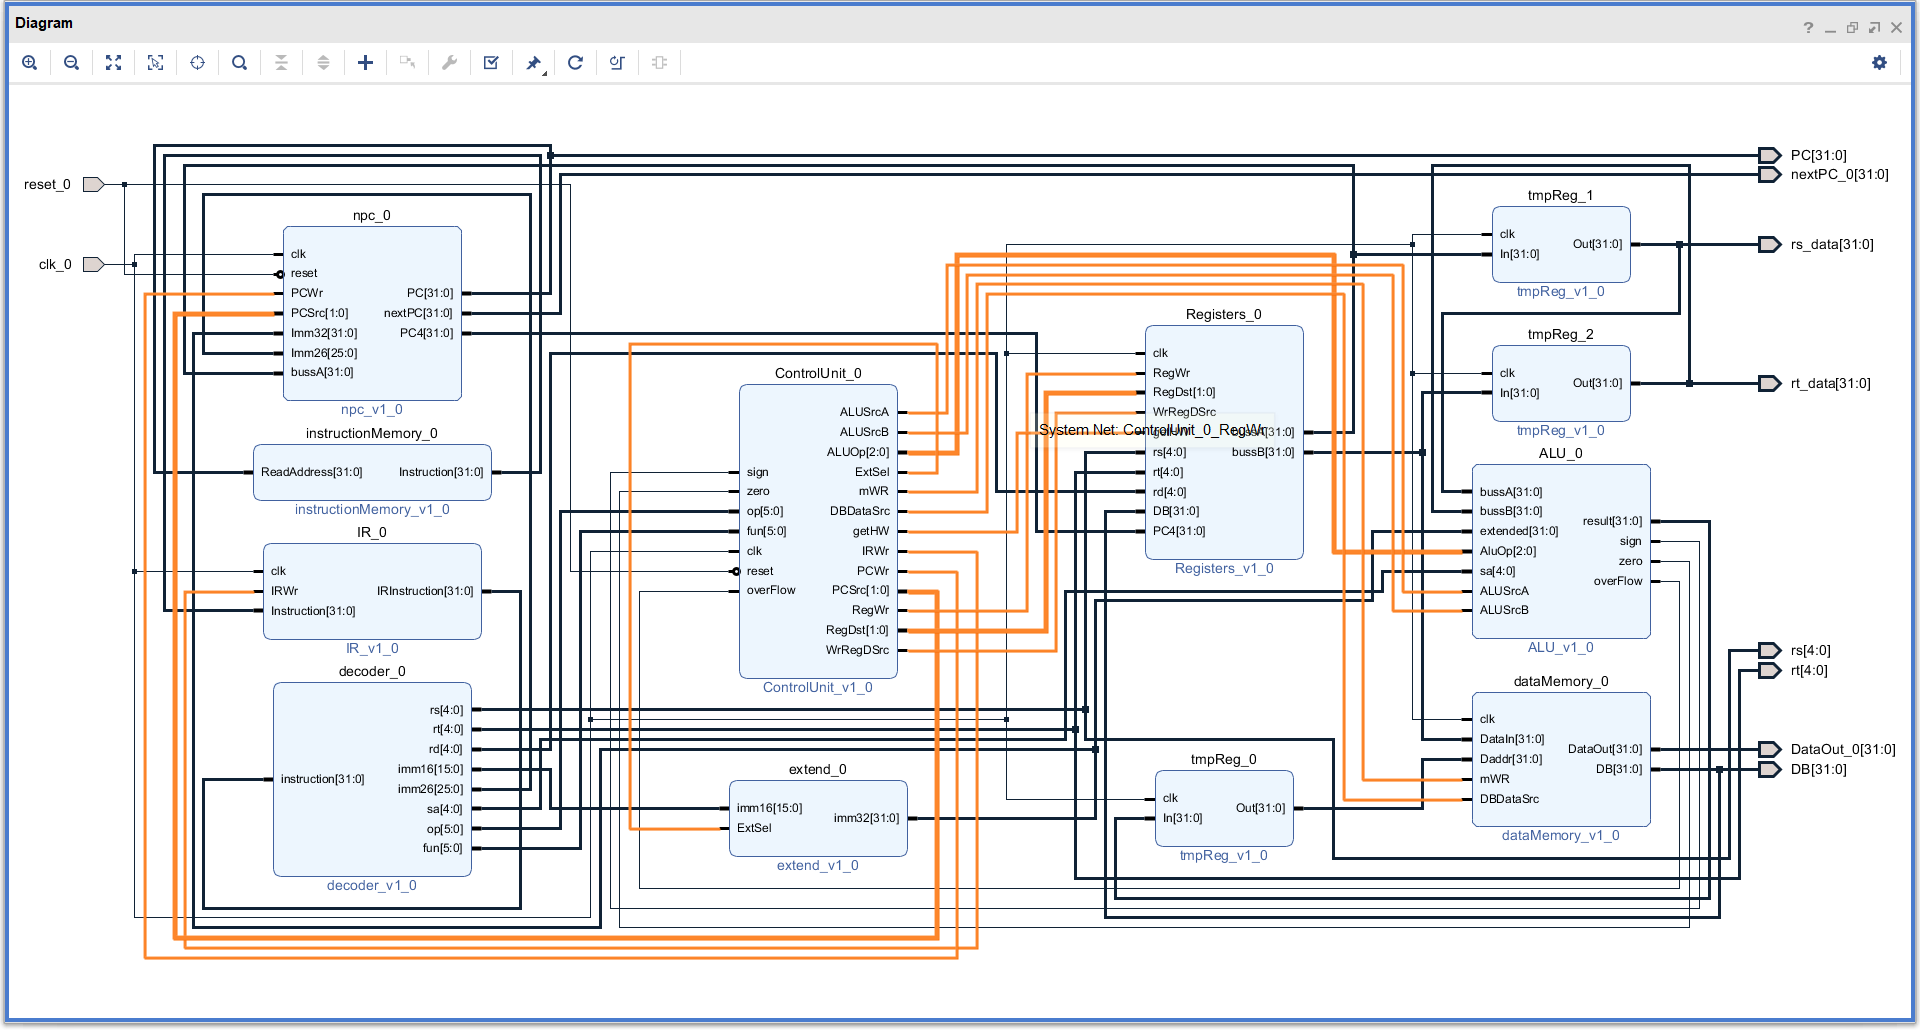 Diagram
reset_0
clk_0
npc_0
clk
reset
PCWr
PCSrc[1:0]
Imm32[31:0]
Imm26[25:0]
bussA[31:0]
PC[31:0]
nextPC[31:0]
PC4[31:0]
npc_v1_0
instructionMemory_0
ReadAddress[31:0]
Instruction[31:0]
instructionMemory_v1_0
IR_0
clk
IRWr
Instruction[31:0]
IRInstruction[31:0]
IR_v1_0
decoder_0
instruction[31:0]
rs[4:0]
rt[4:0]
rd[4:0]
imm16[15:0]
imm26[25:0]
sa[4:0]
op[5:0]
fun[5:0]
decoder_v1_0
ControlUnit_0
sign
zero
op[5:0]
fun[5:0]
clk
reset
overFlow
ALUSrcA
ALUSrcB
ALUOp[2:0]
ExtSel
mWR
DBDataSrc
getHW
IRWr
PCWr
PCSrc[1:0]
RegWr
RegDst[1:0]
WrRegDSrc
ControlUnit_v1_0
extend_0
imm16[15:0]
ExtSel
imm32[31:0]
extend_v1_0
Registers_0
clk
RegWr
RegDst[1:0]
WrRegDSrc
System Net: ControlUnit_0_RegWr
rs[4:0]
rt[4:0]
rd[4:0]
DB[31:0]
PC4[31:0]
bussA[31:0]
bussB[31:0]
Registers_v1_0
tmpReg_0
clk
In[31:0]
Out[31:0]
tmpReg_v1_0
tmpReg_1
clk
In[31:0]
Out[31:0]
tmpReg_v1_0
tmpReg_2
clk
In[31:0]
Out[31:0]
tmpReg_v1_0
ALU_0
bussA[31:0]
bussB[31:0]
extended[31:0]
AluOp[2:0]
sa[4:0]
ALUSrcA
ALUSrcB
result[31:0]
sign
zero
overFlow
ALU_v1_0
dataMemory_0
clk
DataIn[31:0]
Daddr[31:0]
mWR
DBDataSrc
DataOut[31:0]
DB[31:0]
dataMemory_v1_0
PC[31:0]
nextPC_0[31:0]
rs_data[31:0]
rt_data[31:0]
rs[4:0]
rt[4:0]
DataOut_0[31:0]
DB[31:0]